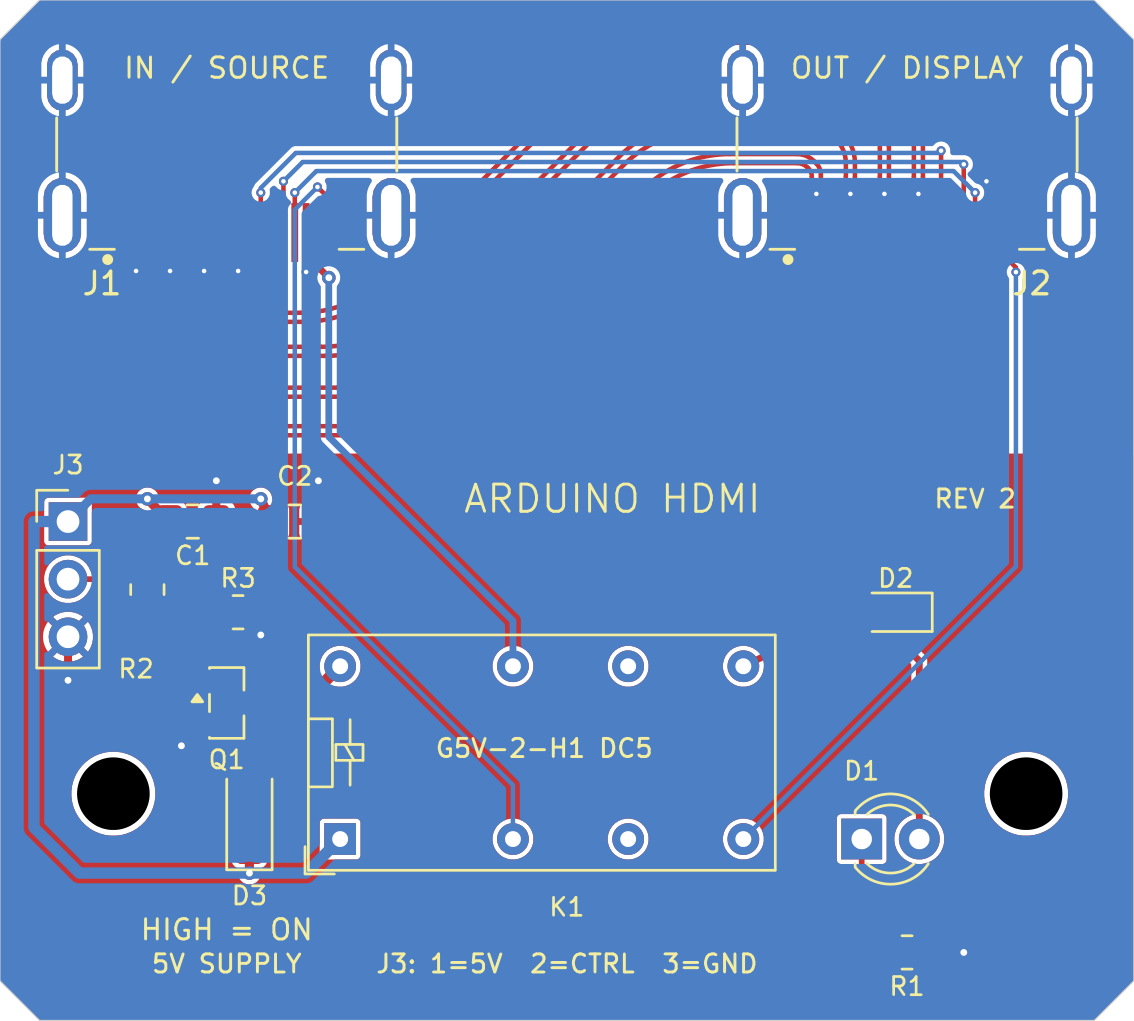 IN / SOURCE
OUT / DISPLAY
J1
J2
J3
C2
ARDUINO HDMI
REV 2
C1
R3
D2
R2
G5V-2-H1 DC5
Q1
D1
D3
K1
HIGH = ON
5V SUPPLY
J3: 1=5V 2=CTRL 3=GND
R1